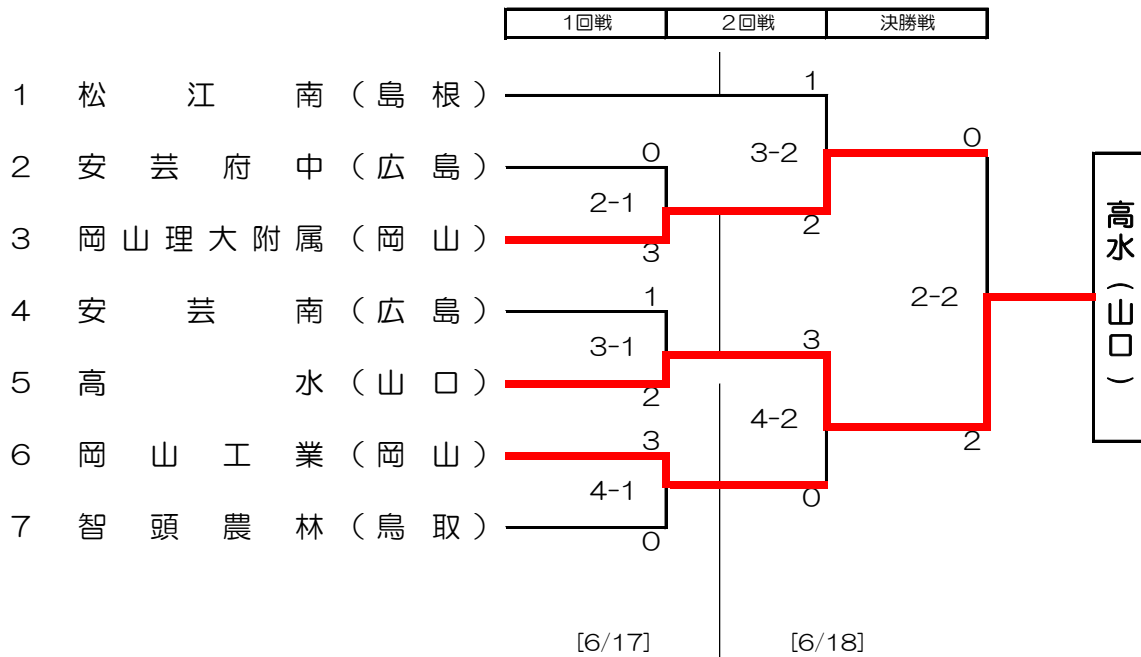 1回戦 2回戦 決勝戦
1
1 松江南（島根）
0 0
2 安芸府中（広島） 3-2
2-1
3 岡山理大附属（岡山） 2
3
高水（山口）
4 安芸南（広島） 1 2-2
3-1 3
5 高水（山口）
2 4-2
6 岡山工業（岡山） 3 2
4-1 0
7 智頭農林（鳥取）
0
[6/17] [6/18]